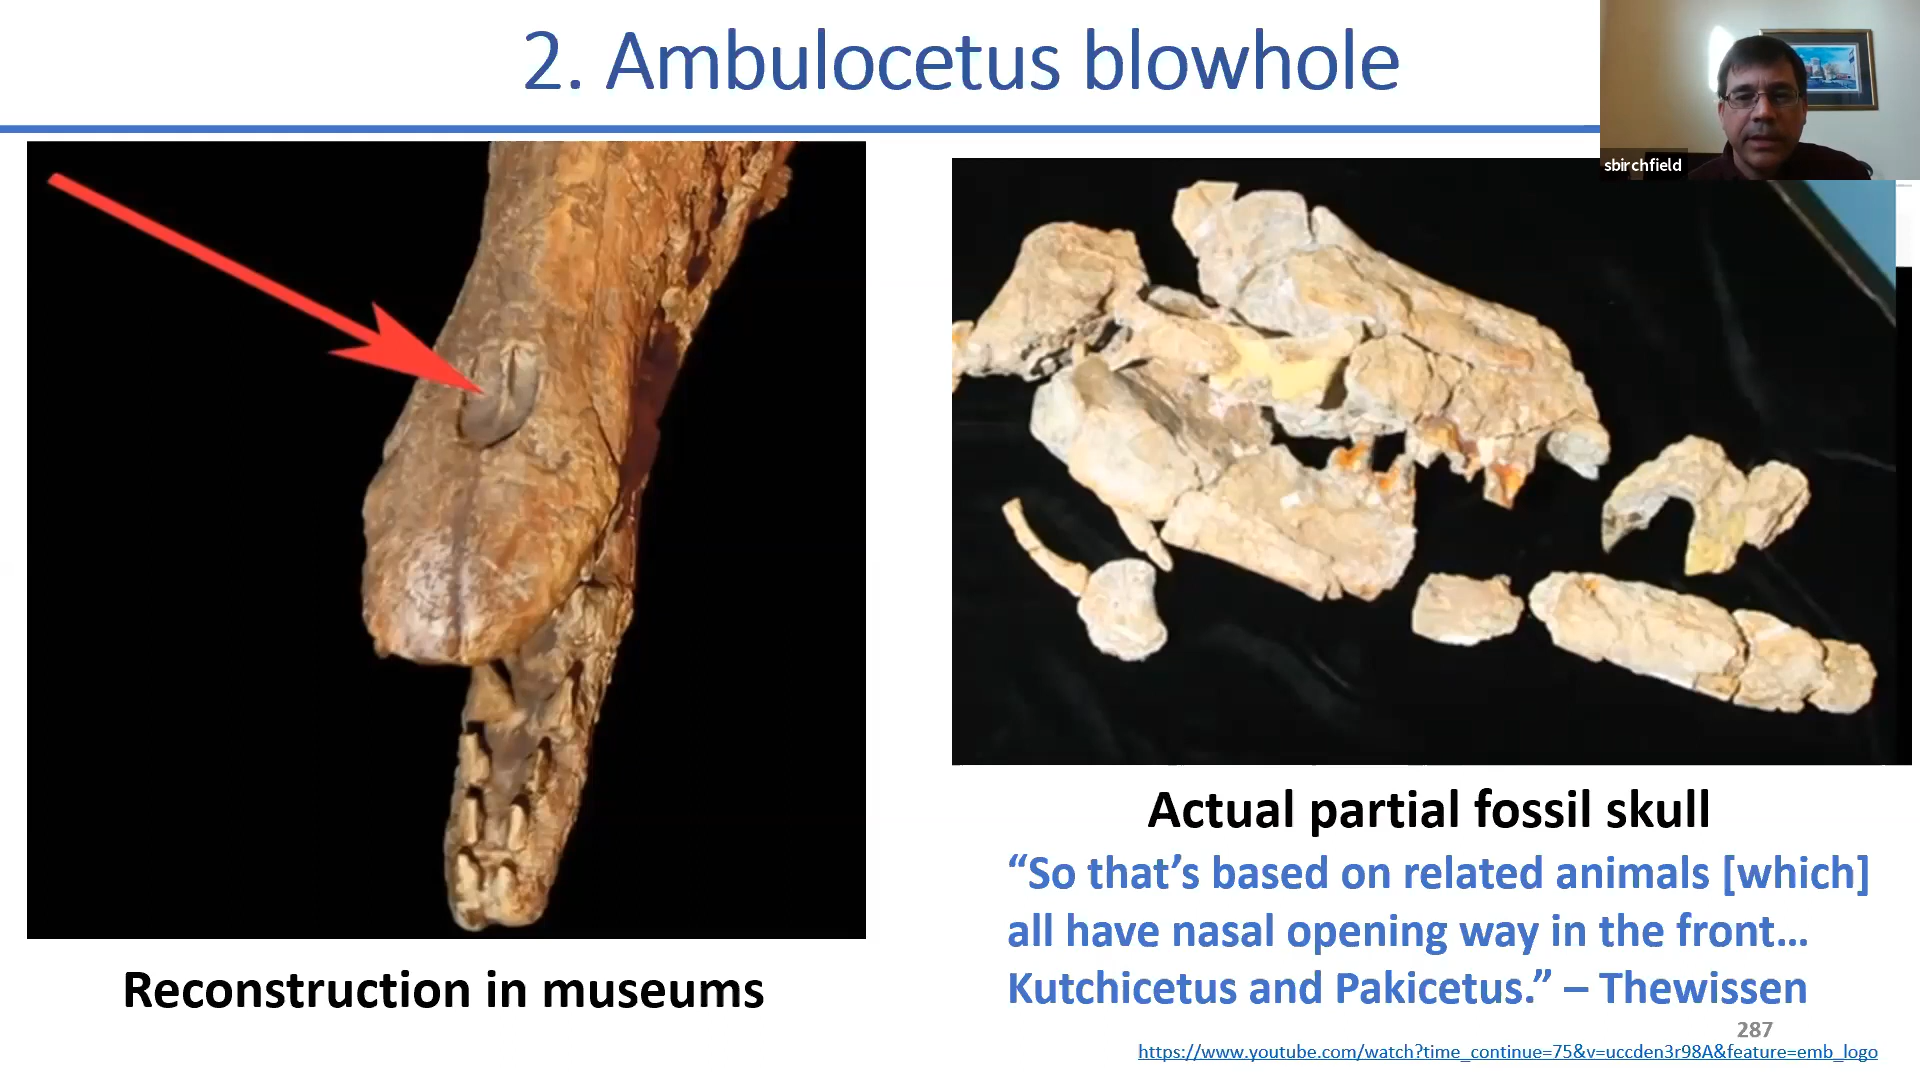 2. Ambulocetus blowhole
sbirchfield
Reconstruction in museums
Actual partial fossil skull
“So that’s based on related animals [which]
all have nasal opening way in the front…
Kutchicetus and Pakicetus.” – Thewissen
287
https://www.youtube.com/watch?time_continue=75&v=uccden3r98A&feature=emb_logo